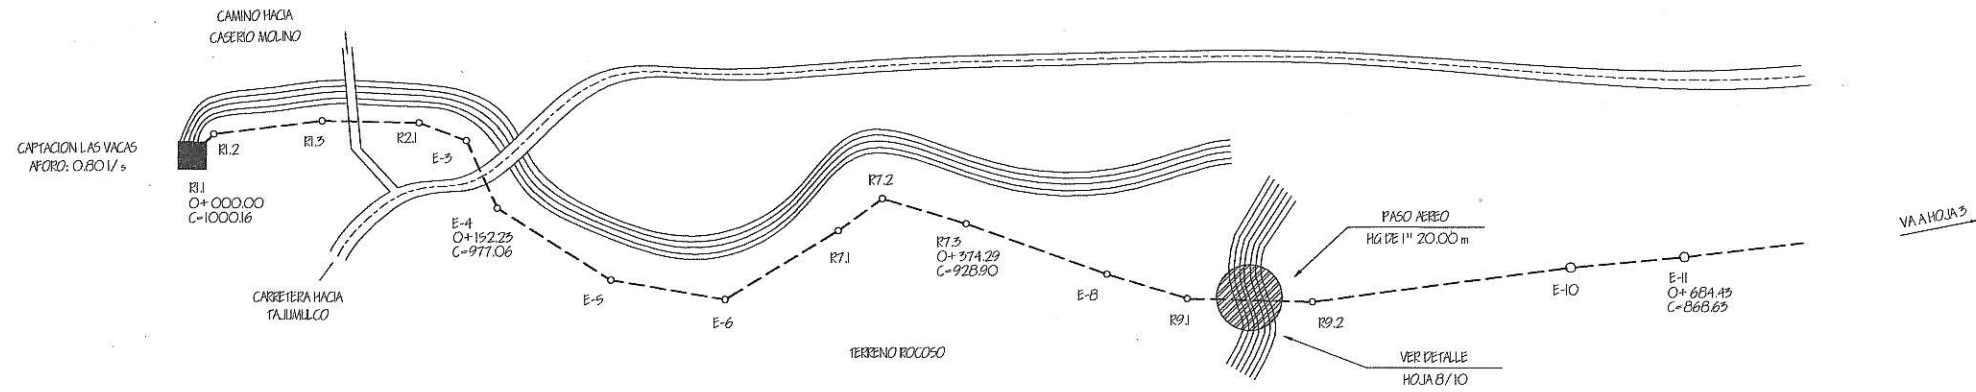 CAMINO HACIA
CASERIO MOLINO
CAPTACION LAS VACAS
AFORO: 0.80 l/s
R1.1
0+000.00
C=1000.16
R1.2
R1.3
R2.1
E-3
E-4
0+152.23
C=977.06
CARRETERA HACIA
TAJUMULCO
E-5
E-6
R7.1
R7.2
R7.3
0+374.29
C=928.90
TERRENO ROCOSO
E-8
R9.1
R9.2
PASO AEREO
HG DE 1" 20.00 m
VER DETALLE
HOJA 8/10
E-10
E-11
0+684.43
C=868.63
VA A HOJA 3